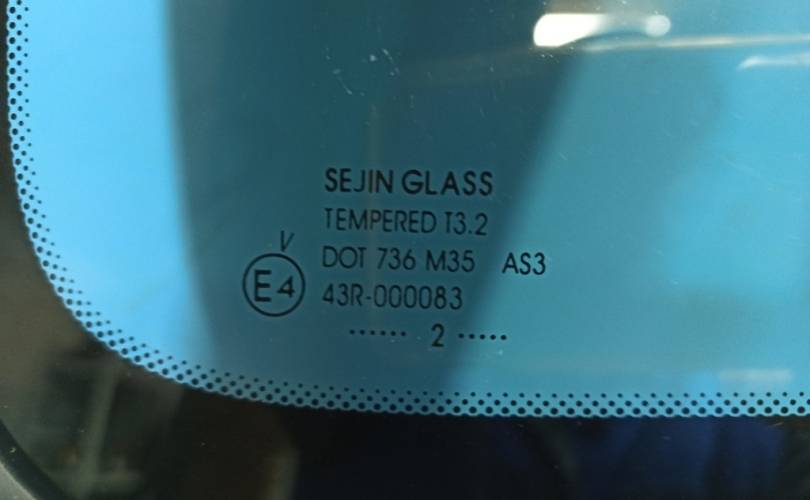 SEJIN GLASS
TEMPERED T3.2
V
DOT 736 M35 AS3
E4
43R-000083
...... 2 .....